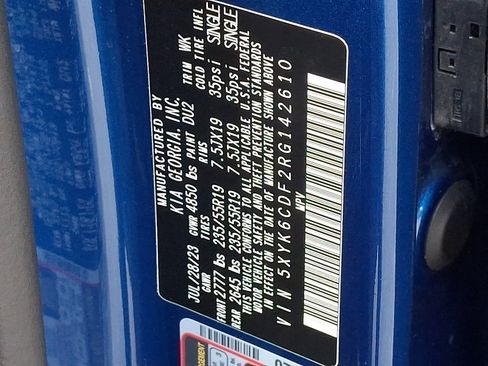 MANUFACTURED BY
KIA GEORGIA, INC.
JUL/28/23 GVWR 4850 lbs PAINT DU2 TRIM WK
GAWR TIRES RIMS COLD TIRE INFL
FRONT 2777 lbs 235/55R19 7.5JX19 35psi SINGLE
REAR 2645 lbs 235/55R19 7.5JX19 35psi SINGLE
THIS VEHICLE CONFORMS TO ALL APPLICABLE U.S.A. FEDERAL
MOTOR VEHICLE SAFETY AND THEFT PREVENTION STANDARDS
IN EFFECT ON THE DATE OF MANUFACTURE SHOWN ABOVE
VIN 5XYK6CDF2RG142610
MPV